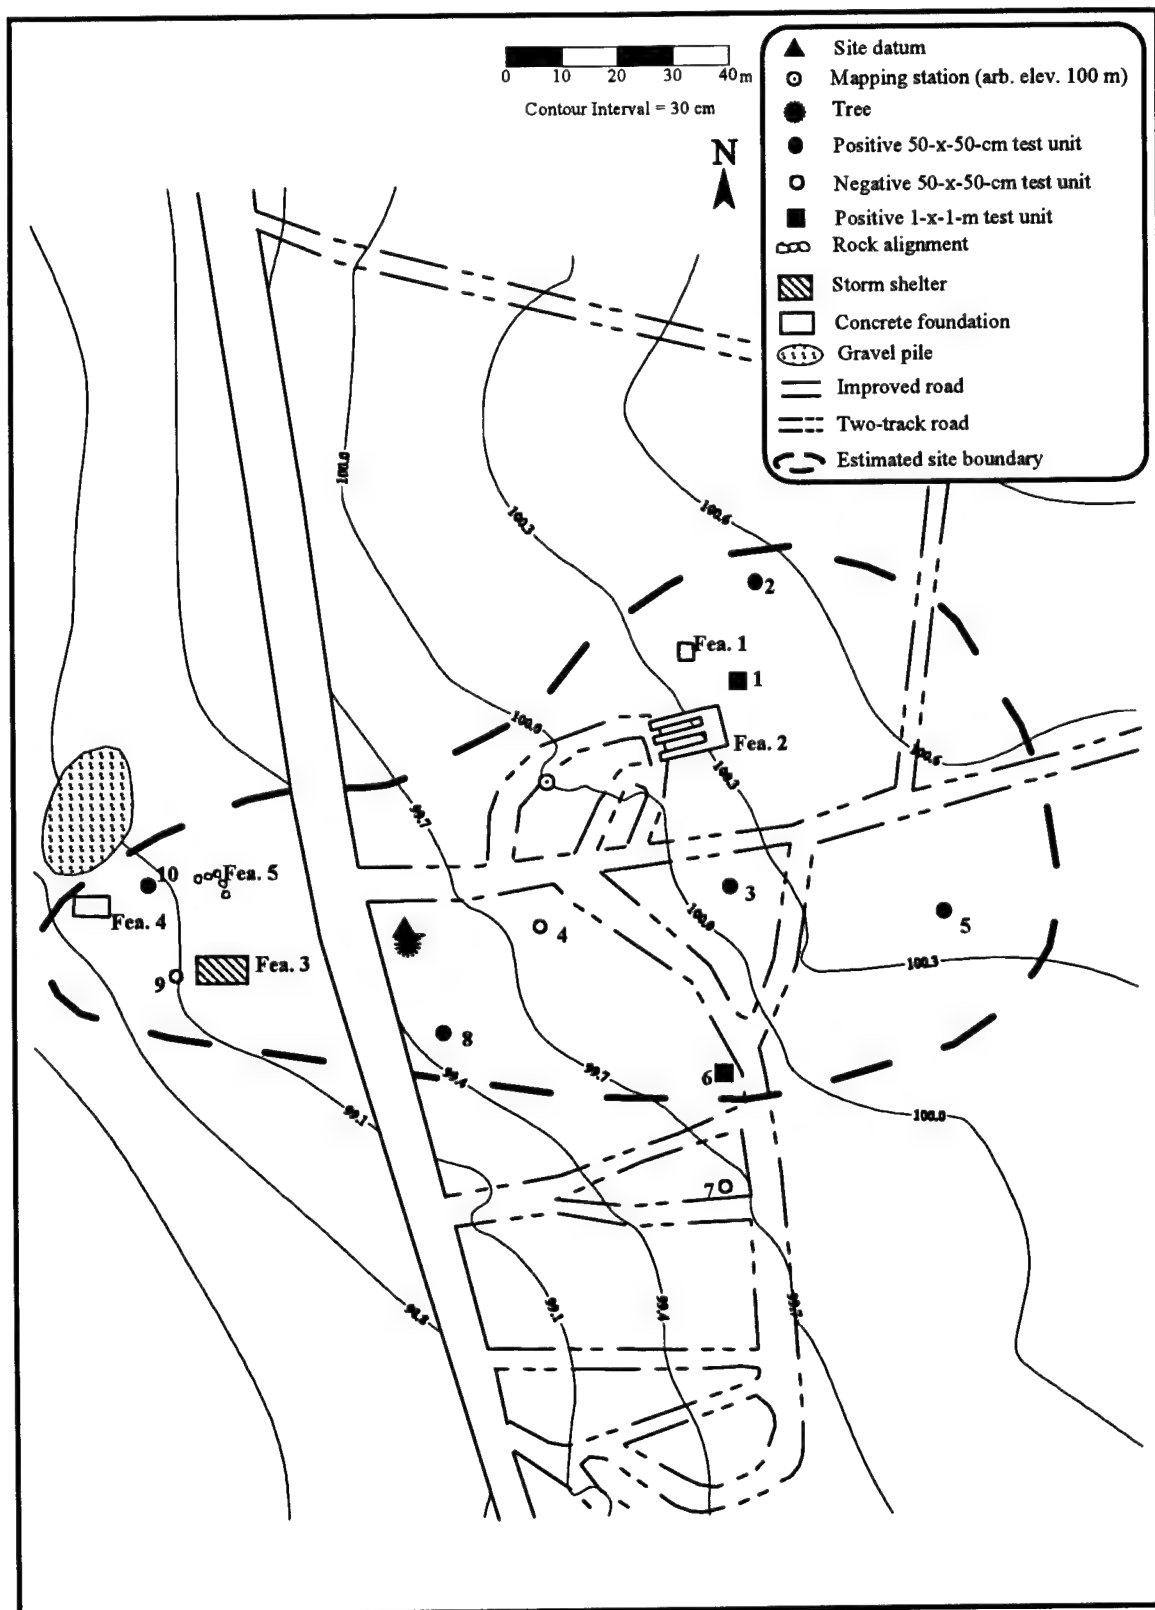 0 10 20 30 40 m
Contour Interval = 30 cm
N
Site datum
Mapping station (arb. elev. 100 m)
Tree
Positive 50-x-50-cm test unit
Negative 50-x-50-cm test unit
Positive 1-x-1-m test unit
Rock alignment
Storm shelter
Concrete foundation
Gravel pile
Improved road
Two-track road
Estimated site boundary
100.0
100.3
100.6
2
Fea. 1
1
100.0
Fea. 2
100.6
100.3
99.7
10
Fea. 5
3
Fea. 4
100.0
4
5
Fea. 3
100.3
9
8
99.7
6
99.4
99.1
100.0
7
98.8
99.1
99.4
99.7